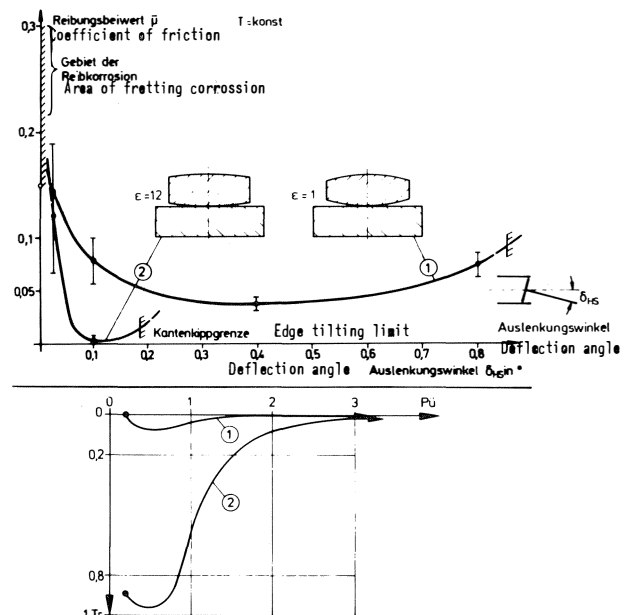 0,3
Reibungsbeiwert μ̄ T=konst
Coefficient of friction
Gebiet der
Reibkorrosion
Area of fretting corrossion
0,2
ε=12
ε=1
0,1
2
1
0,05
δHS
Kantenkippgrenze Edge tilting limit
Auslenkungswinkel
Deflection angle
0,1 0,2 0,3 0,4 0,5 0,6 0,7 0,8
Deflection angle Auslenkungswinkel δHS in °
0 1 2 3 Pü
0
1
0,2
2
0,8